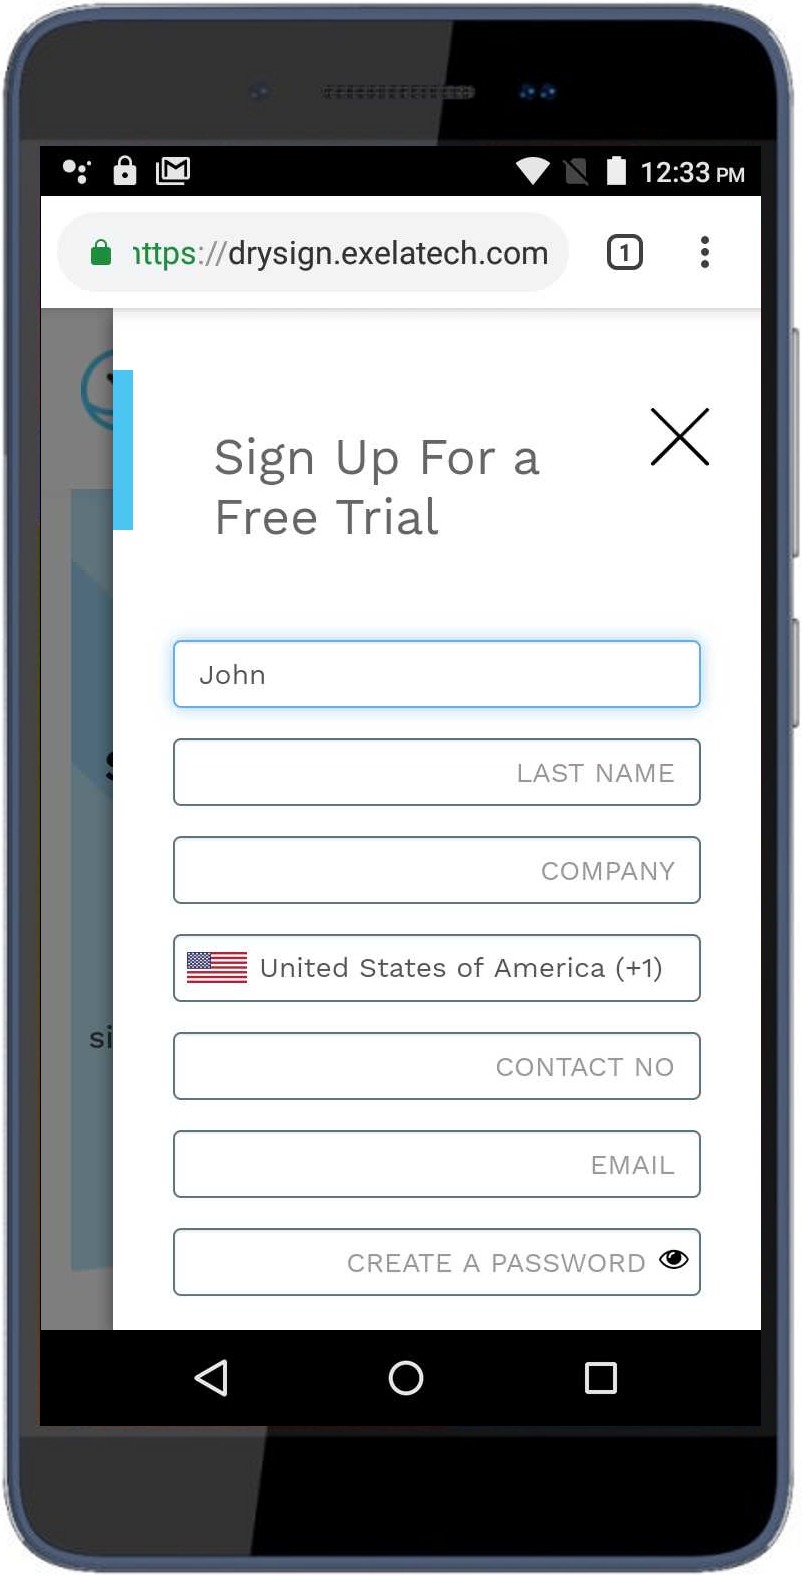 12:33 PM
https://drysign.exelatech.com
1
Sign Up For a
Free Trial
John
LAST NAME
COMPANY
United States of America (+1)
si
CONTACT NO
EMAIL
CREATE A PASSWORD